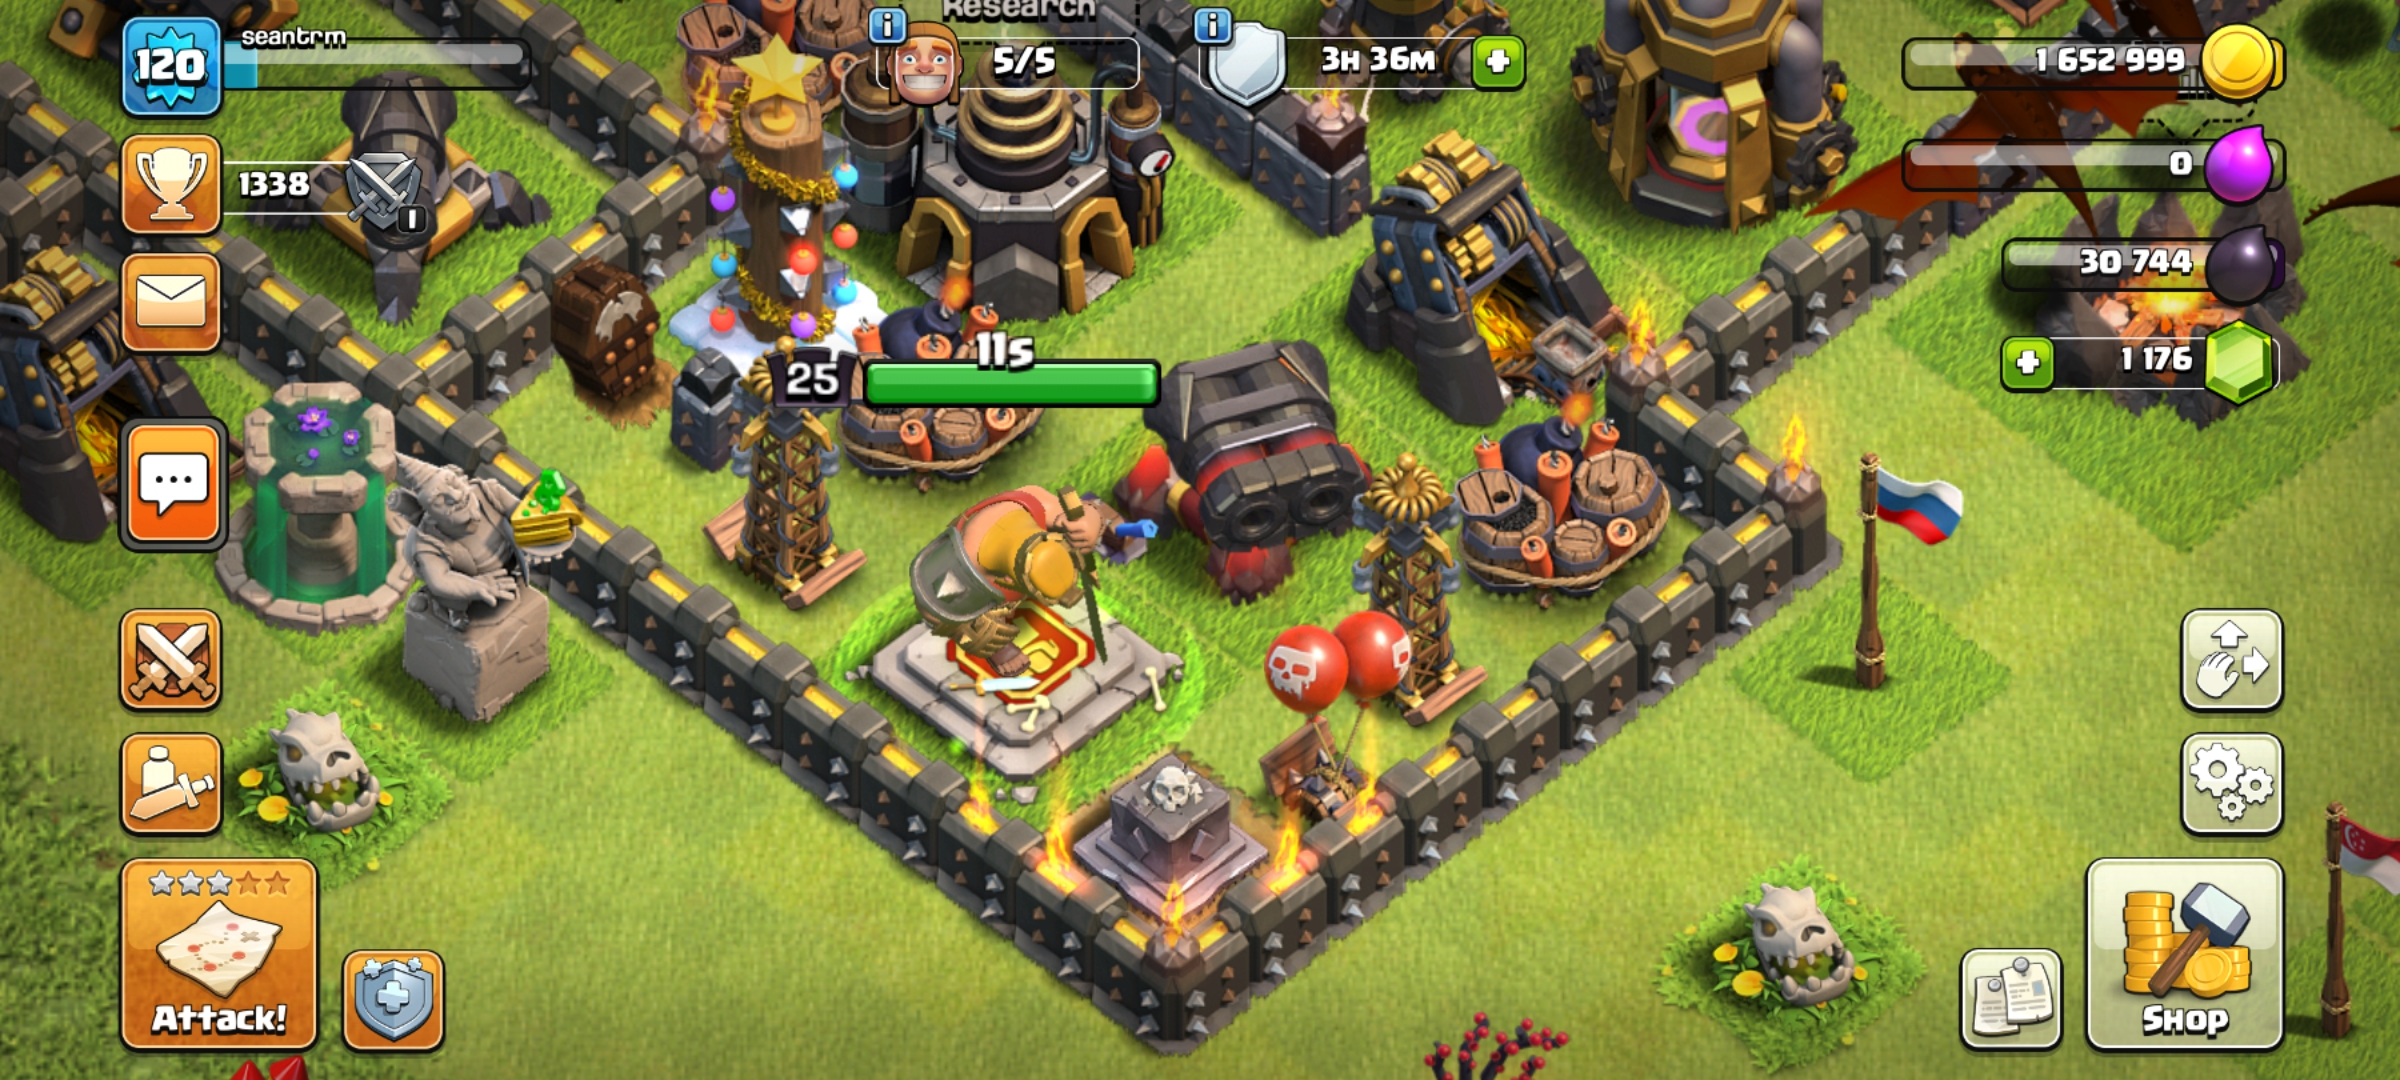 Research
120
seantrm
5/5
3H 36M
1 652 999
1338
I
0
30 744
1 176
25
11s
Attack!
Shop